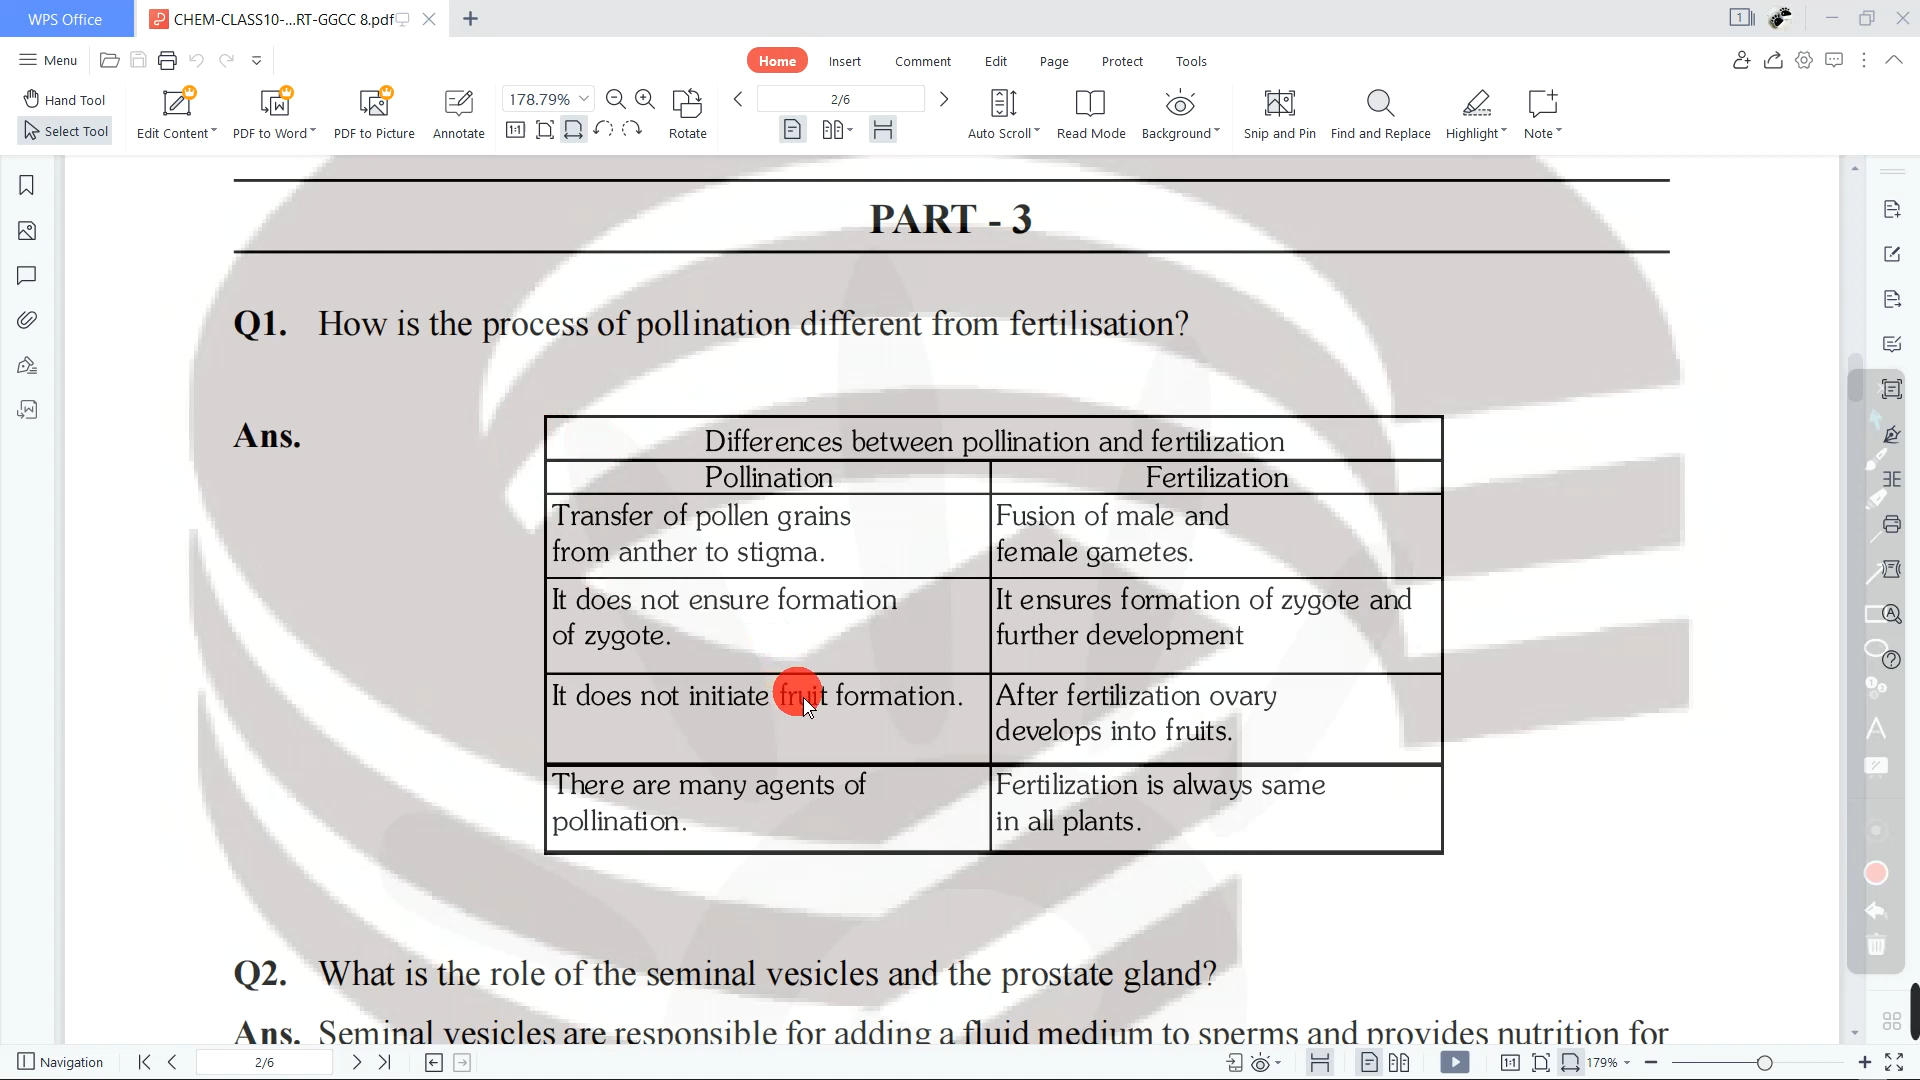 WPS Office
CHEM-CLASS10-...RT-GGCC 8.pdf
Menu
Home Insert Comment Edit Page Protect Tools
Hand Tool
Select Tool
Edit Content
PDF to Word
PDF to Picture
Annotate
178.79%
Rotate
2/6
Auto Scroll
Read Mode
Background
Snip and Pin
Find and Replace
Highlight
Note
PART - 3
Q1. How is the process of pollination different from fertilisation?
Ans.
Differences between pollination and fertilization
Pollination Fertilization
Transfer of pollen grains
from anther to stigma.
Fusion of male and
female gametes.
It does not ensure formation
of zygote.
It ensures formation of zygote and
further development
It does not initiate fruit formation.
After fertilization ovary
develops into fruits.
There are many agents of
pollination.
Fertilization is always same
in all plants.
Q2. What is the role of the seminal vesicles and the prostate gland?
Ans. Seminal vesicles are responsible for adding a fluid medium to sperms and provides nutrition for
Navigation
2/6
179%